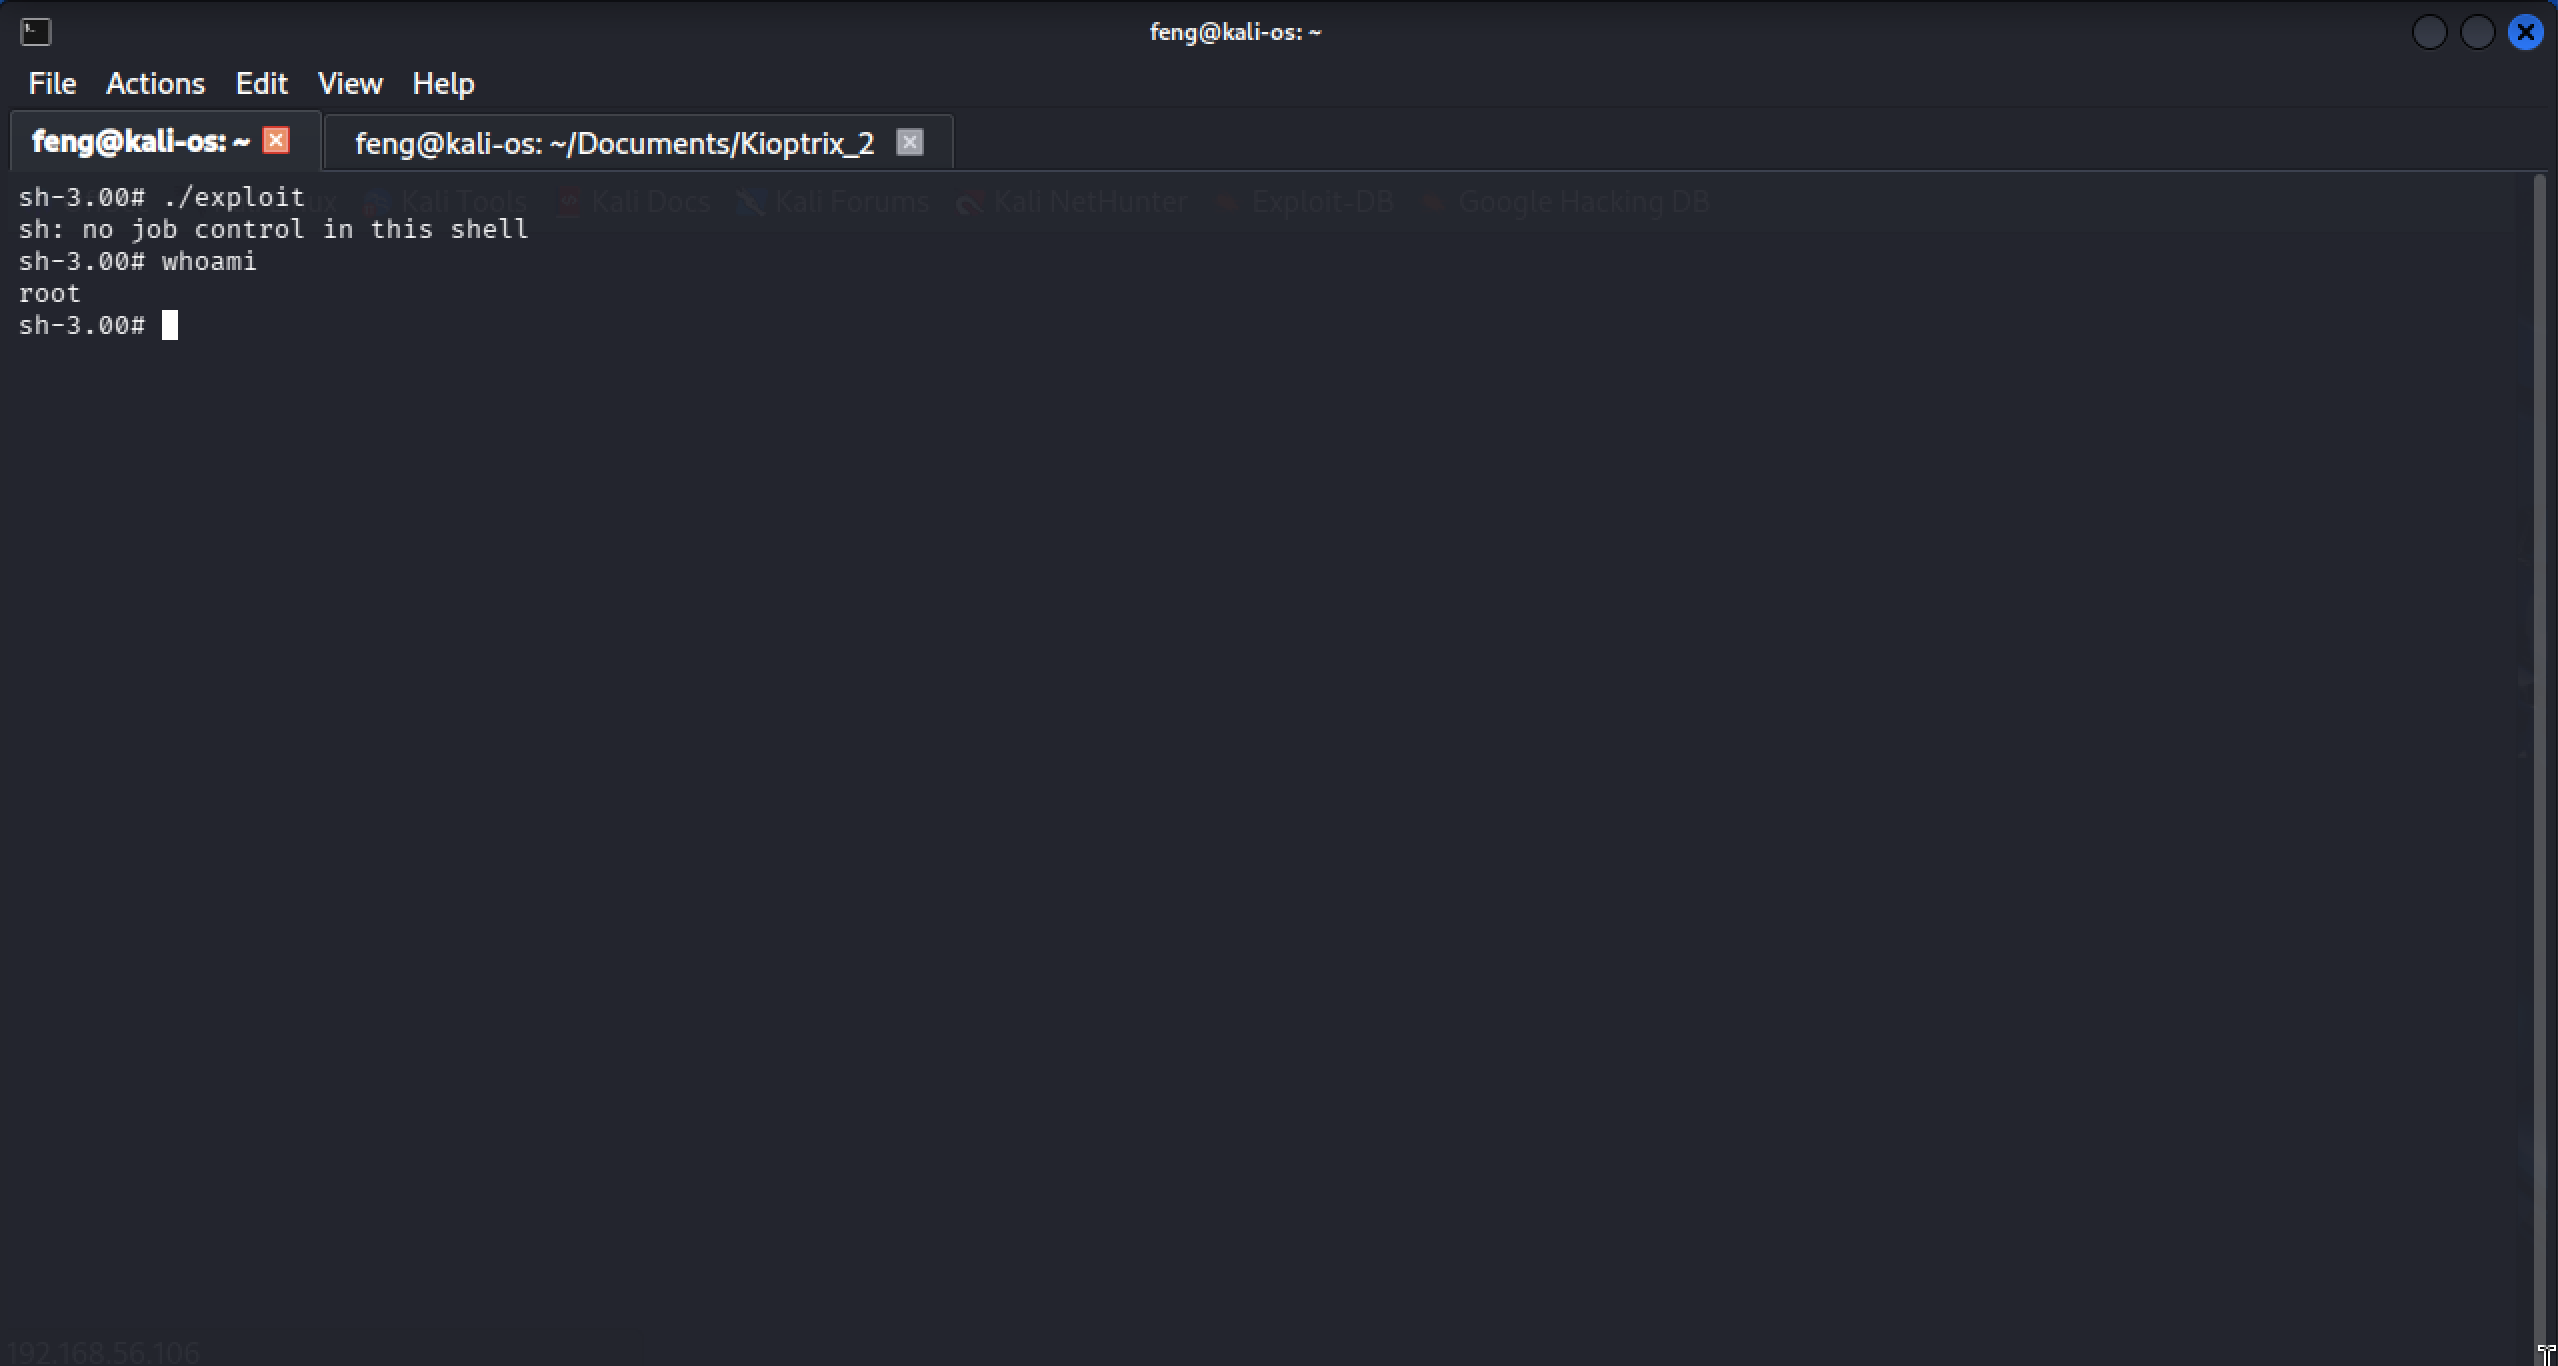 feng@kali-os: ~
File Actions Edit View Help
feng@kali-os: ~
feng@kali-os: ~/Documents/Kioptrix_2
sh-3.00# ./exploit
ux Kali Tools Kali Docs Kali Forums Kali NetHunter Exploit-DB Google Hacking DB
sh: no job control in this shell
sh-3.00# whoami
root
sh-3.00#
192.168.56.106